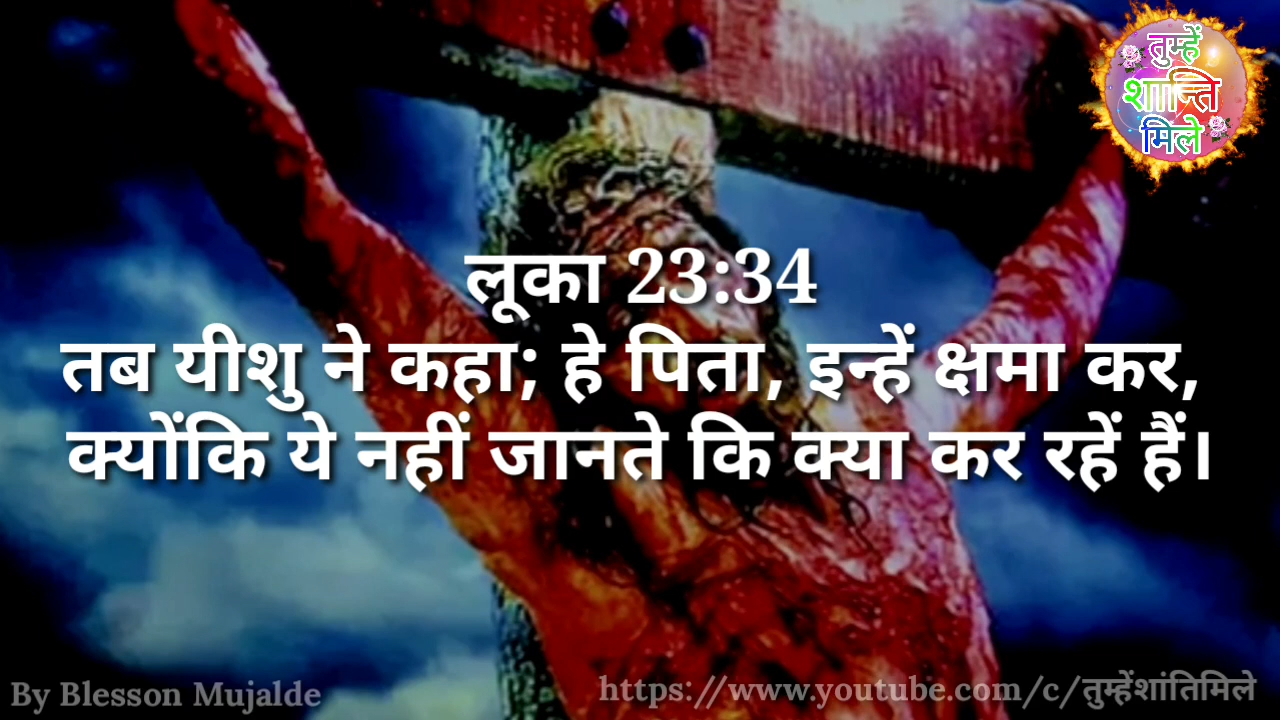 तुम्हें
शान्ति
मिले
लूका 23:34
तब यीशु ने कहा; हे पिता, इन्हें क्षमा कर,
क्योंकि ये नहीं जानते कि क्या कर रहें हैं।
By Blesson Mujalde
https://www.youtube.com/c/तुम्हेंशांतिमिले